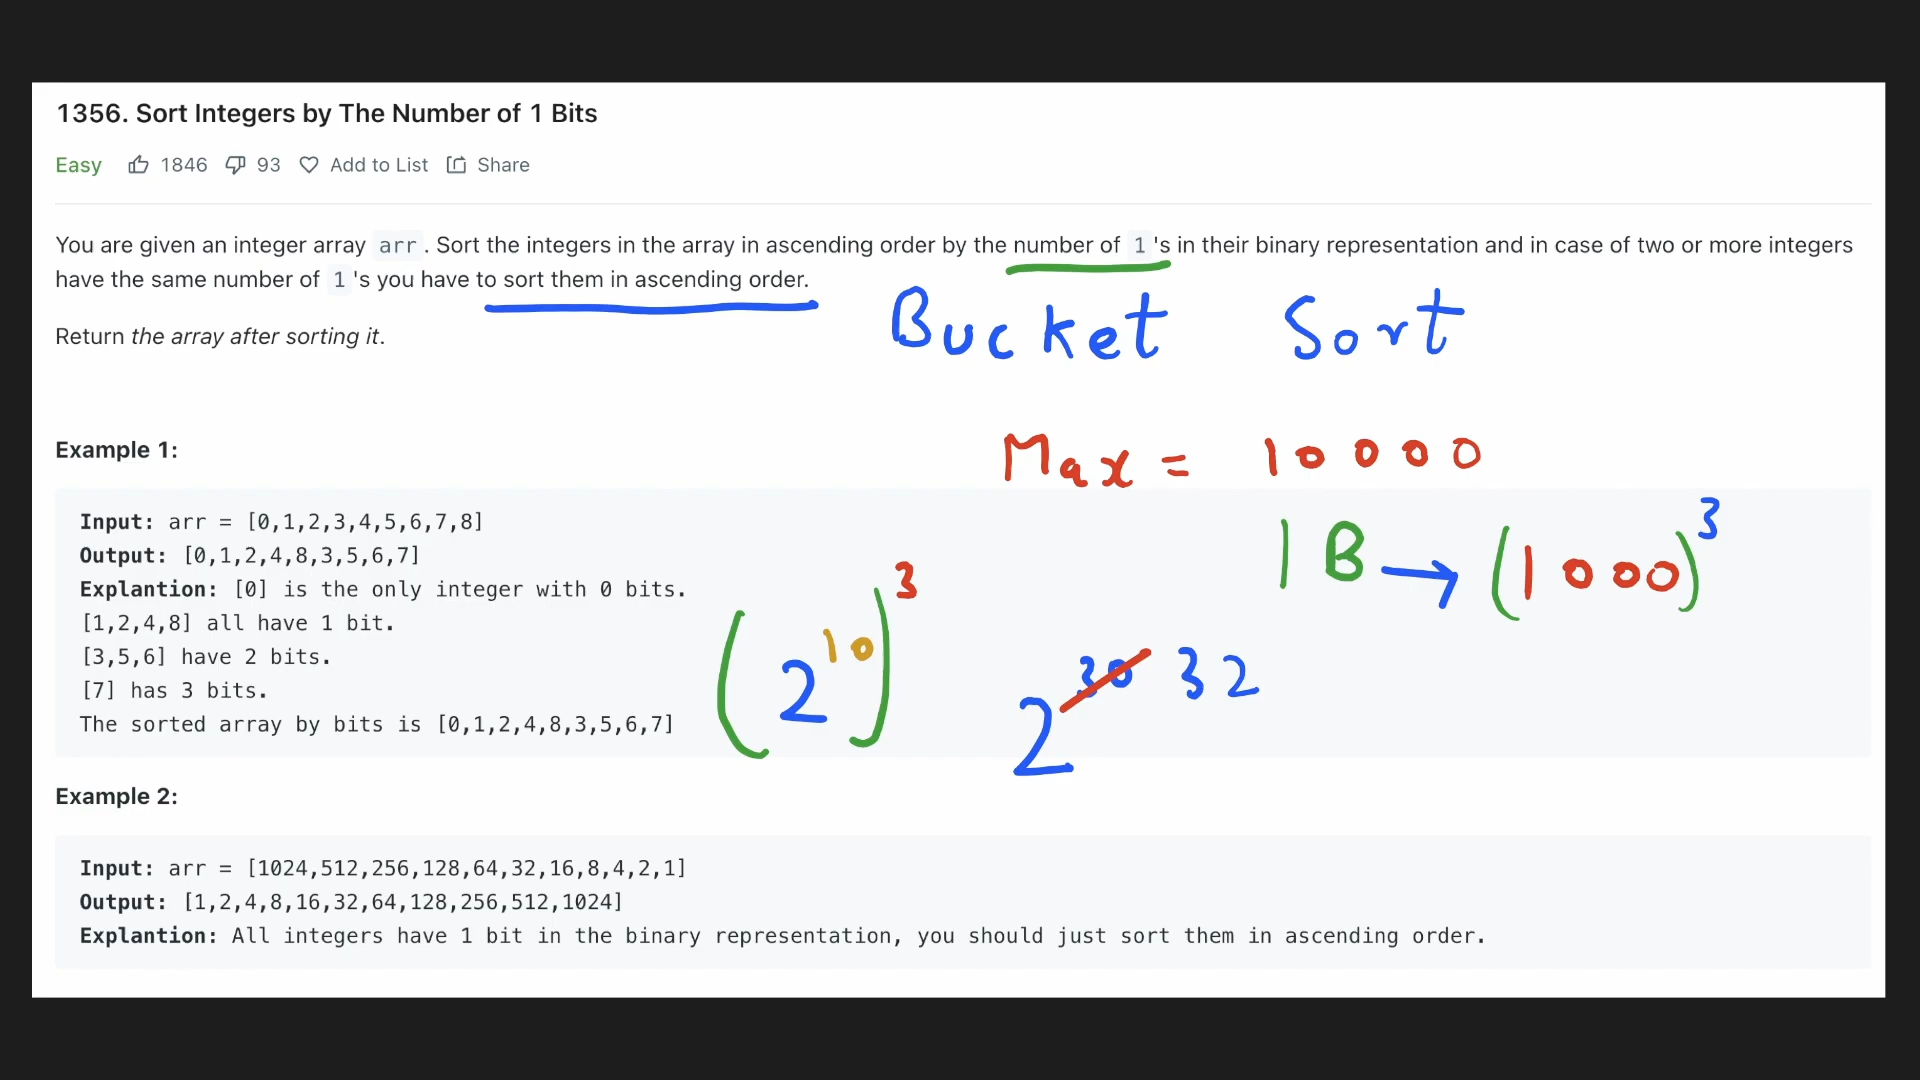 1356. Sort Integers by The Number of 1 Bits
Easy 1846 93 Add to List Share
You are given an integer array arr. Sort the integers in the array in ascending order by the number of 1's in their binary representation and in case of two or more integers
have the same number of 1's you have to sort them in ascending order.
Bucket Sort
Return the array after sorting it.
Example 1:
Max = 10000
Input: arr = [0,1,2,3,4,5,6,7,8]
Output: [0,1,2,4,8,3,5,6,7]
1B → (1000)^3
Explantion: [0] is the only integer with 0 bits.
[1,2,4,8] all have 1 bit.
[3,5,6] have 2 bits.
(2^10)^3
2^30 32
[7] has 3 bits.
The sorted array by bits is [0,1,2,4,8,3,5,6,7]
Example 2:
Input: arr = [1024,512,256,128,64,32,16,8,4,2,1]
Output: [1,2,4,8,16,32,64,128,256,512,1024]
Explantion: All integers have 1 bit in the binary representation, you should just sort them in ascending order.